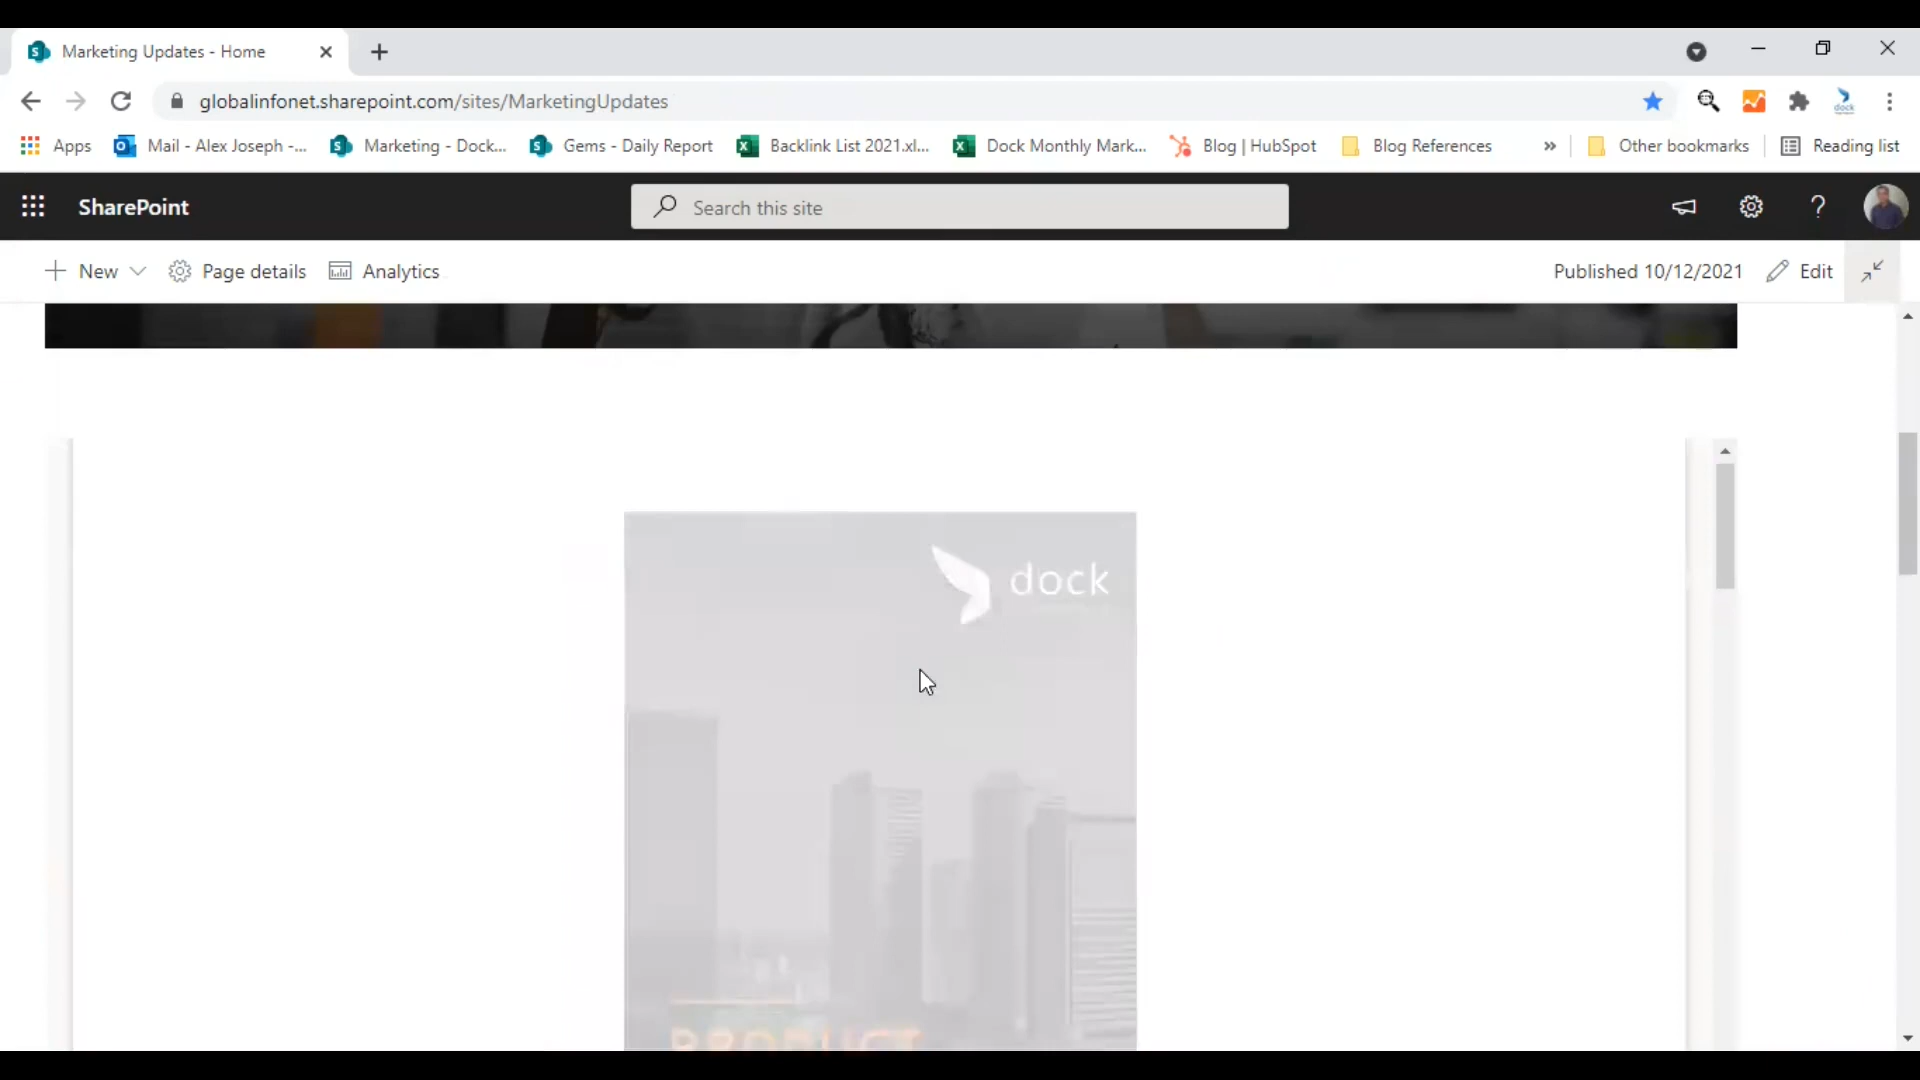 Marketing Updates - Home
globalinfonet.sharepoint.com/sites/MarketingUpdates
Apps Mail - Alex Joseph -... Marketing - Dock... Gems - Daily Report Backlink List 2021.xl... Dock Monthly Mark... Blog | HubSpot Blog References » Other bookmarks Reading list
SharePoint Search this site
New Page details Analytics Published 10/12/2021 Edit
dock
PRODUCT